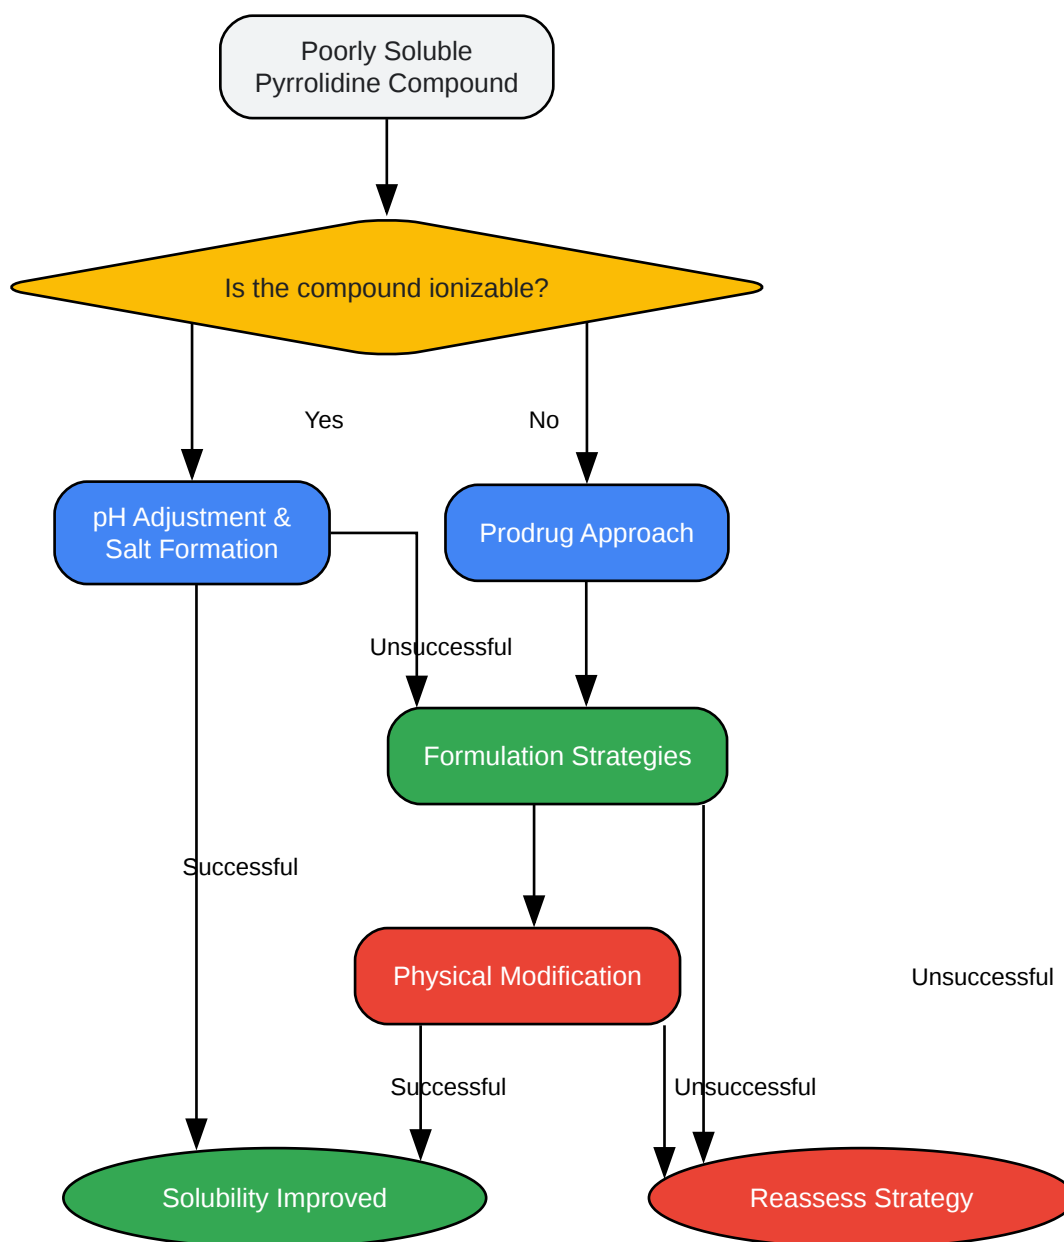 Poorly Soluble
Pyrrolidine Compound
Is the compound ionizable?
Yes
No
pH Adjustment &
Salt Formation
Prodrug Approach
Unsuccessful
Formulation Strategies
Successful
Physical Modification
Unsuccessful
Successful
Unsuccessful
Solubility Improved
Reassess Strategy